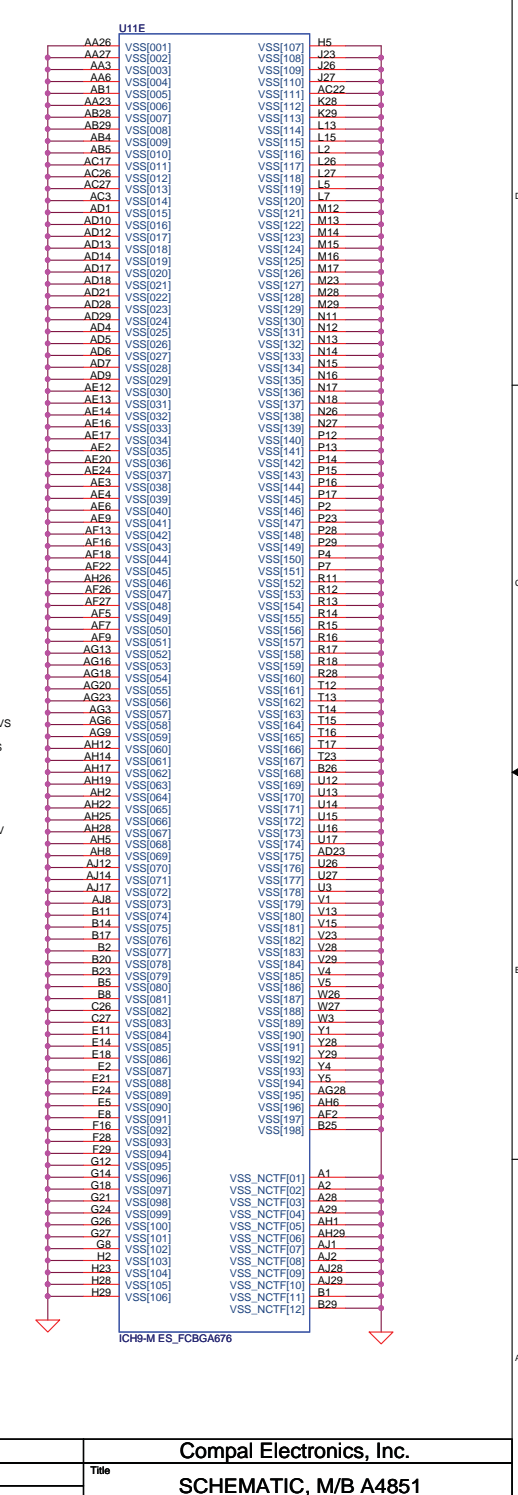 U11E
AA26 VSS[001] VSS[107] H5
AA27 VSS[002] VSS[108] J23
AA3 VSS[003] VSS[109] J26
AA6 VSS[004] VSS[110] J27
AB1 VSS[005] VSS[111] AC22
AA23 VSS[006] VSS[112] K28
AB28 VSS[007] VSS[113] K29
AB29 VSS[008] VSS[114] L13
AB4 VSS[009] VSS[115] L15
AB5 VSS[010] VSS[116] L2
AC17 VSS[011] VSS[117] L26
AC26 VSS[012] VSS[118] L27
AC27 VSS[013] VSS[119] L5
AC3 VSS[014] VSS[120] L7
AD1 VSS[015] VSS[121] M12
AD10 VSS[016] VSS[122] M13
AD12 VSS[017] VSS[123] M14
AD13 VSS[018] VSS[124] M15
AD14 VSS[019] VSS[125] M16
AD17 VSS[020] VSS[126] M17
AD18 VSS[021] VSS[127] M23
AD21 VSS[022] VSS[128] M28
AD28 VSS[023] VSS[129] M29
AD29 VSS[024] VSS[130] N11
AD4 VSS[025] VSS[131] N12
AD5 VSS[026] VSS[132] N13
AD6 VSS[027] VSS[133] N14
AD7 VSS[028] VSS[134] N15
AD9 VSS[029] VSS[135] N16
AE12 VSS[030] VSS[136] N17
AE13 VSS[031] VSS[137] N18
AE14 VSS[032] VSS[138] N26
AE16 VSS[033] VSS[139] N27
AE17 VSS[034] VSS[140] P12
AE2 VSS[035] VSS[141] P13
AE20 VSS[036] VSS[142] P14
AE24 VSS[037] VSS[143] P15
AE3 VSS[038] VSS[144] P16
AE4 VSS[039] VSS[145] P17
AE6 VSS[040] VSS[146] P2
AE9 VSS[041] VSS[147] P23
AF13 VSS[042] VSS[148] P28
AF16 VSS[043] VSS[149] P29
AF18 VSS[044] VSS[150] P4
AF22 VSS[045] VSS[151] P7
AH26 VSS[046] VSS[152] R11
AF26 VSS[047] VSS[153] R12
AF27 VSS[048] VSS[154] R13
AF5 VSS[049] VSS[155] R14
AF7 VSS[050] VSS[156] R15
AF9 VSS[051] VSS[157] R16
AG13 VSS[052] VSS[158] R17
AG16 VSS[053] VSS[159] R18
AG18 VSS[054] VSS[160] R28
AG20 VSS[055] VSS[161] T12
AG23 VSS[056] VSS[162] T13
AG3 VSS[057] VSS[163] T14
AG6 VSS[058] VSS[164] T15
AG9 VSS[059] VSS[165] T16
AH12 VSS[060] VSS[166] T17
AH14 VSS[061] VSS[167] T23
AH17 VSS[062] VSS[168] B26
AH19 VSS[063] VSS[169] U12
AH2 VSS[064] VSS[170] U13
AH22 VSS[065] VSS[171] U14
AH25 VSS[066] VSS[172] U15
AH28 VSS[067] VSS[173] U16
AH5 VSS[068] VSS[174] U17
AH8 VSS[069] VSS[175] AD23
AJ12 VSS[070] VSS[176] U26
AJ14 VSS[071] VSS[177] U27
AJ17 VSS[072] VSS[178] U3
AJ8 VSS[073] VSS[179] V1
B11 VSS[074] VSS[180] V13
B14 VSS[075] VSS[181] V15
B17 VSS[076] VSS[182] V23
B2 VSS[077] VSS[183] V28
B20 VSS[078] VSS[184] V29
B23 VSS[079] VSS[185] V4
B5 VSS[080] VSS[186] V5
B8 VSS[081] VSS[187] W26
C26 VSS[082] VSS[188] W27
C27 VSS[083] VSS[189] W3
E11 VSS[084] VSS[190] Y1
E14 VSS[085] VSS[191] Y28
E18 VSS[086] VSS[192] Y29
E2 VSS[087] VSS[193] Y4
E21 VSS[088] VSS[194] Y5
E24 VSS[089] VSS[195] AG28
E5 VSS[090] VSS[196] AH6
E8 VSS[091] VSS[197] AF2
F16 VSS[198] B25
F28 VSS[093]
F29 VSS[094]
G12 VSS[095]
G14 VSS[096] VSS_NCTF[01] A1
G18 VSS[097] VSS_NCTF[02] A2
G21 VSS[098] VSS_NCTF[03] A28
G24 VSS[099] VSS_NCTF[04] A29
G26 VSS[100] VSS_NCTF[05] AH1
G27 VSS[101] VSS_NCTF[06] AH29
G8 VSS[102] VSS_NCTF[07] AJ1
H2 VSS[103] VSS_NCTF[08] AJ2
H23 VSS[104] VSS_NCTF[09] AJ28
H28 VSS[105] VSS_NCTF[10] AJ29
H29 VSS[106] VSS_NCTF[11] B1
VSS_NCTF[12] B29
ICH9-M ES_FCBGA676
Compal Electronics, Inc.
Title
SCHEMATIC, M/B A4851